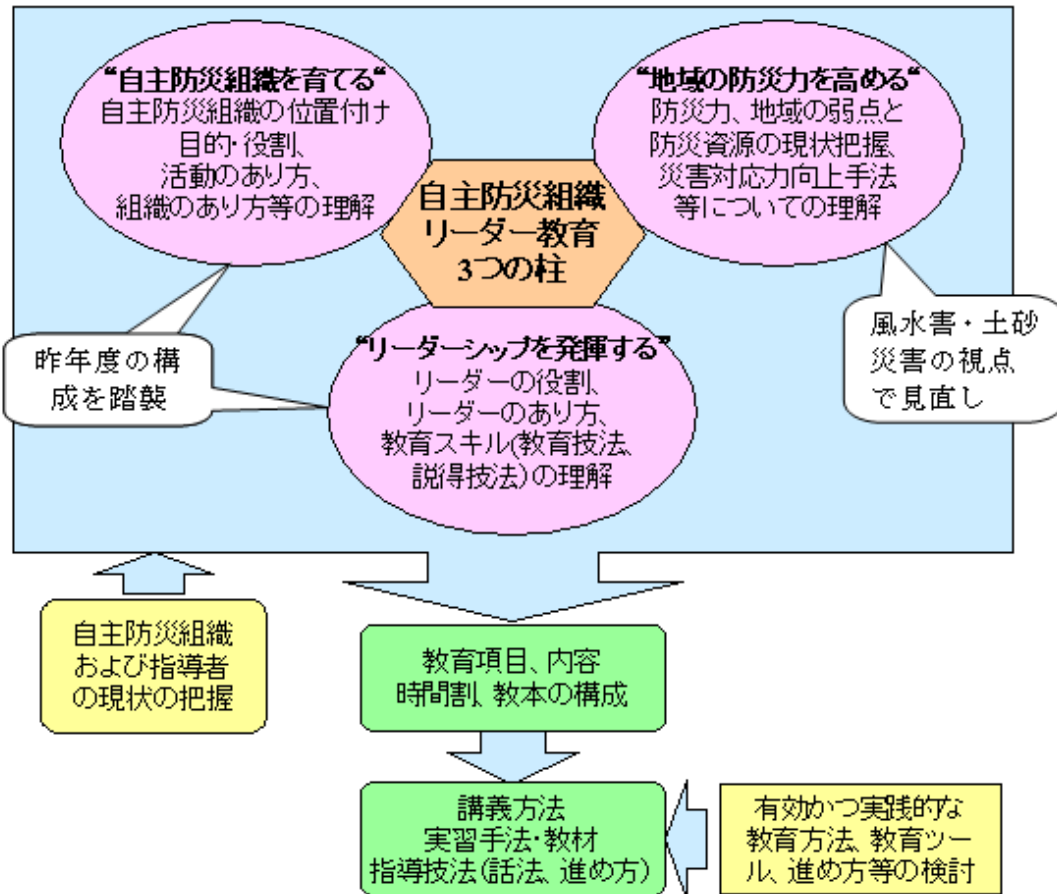 “自主防災組織を育てる“
自主防災組織の位置付け
目的・役割、
活動のあり方、
組織のあり方等の理解
“地域の防災力を高める“
防災力、地域の弱点と
防災資源の現状把握、
災害対応力向上手法
等についての理解
自主防災組織
リーダー教育
3つの柱
“リーダーシップを発揮する”
リーダーの役割、
リーダーのあり方、
教育スキル(教育技法、
説得技法)の理解
昨年度の構
成を踏襲
風水害・土砂
災害の視点
で見直し
自主防災組織
および指導者
の現状の把握
教育項目、内容
時間割、教本の構成
講義方法
実習手法・教材
指導技法(話法、進め方)
有効かつ実践的な
教育方法、教育ツー
ル、進め方等の検討